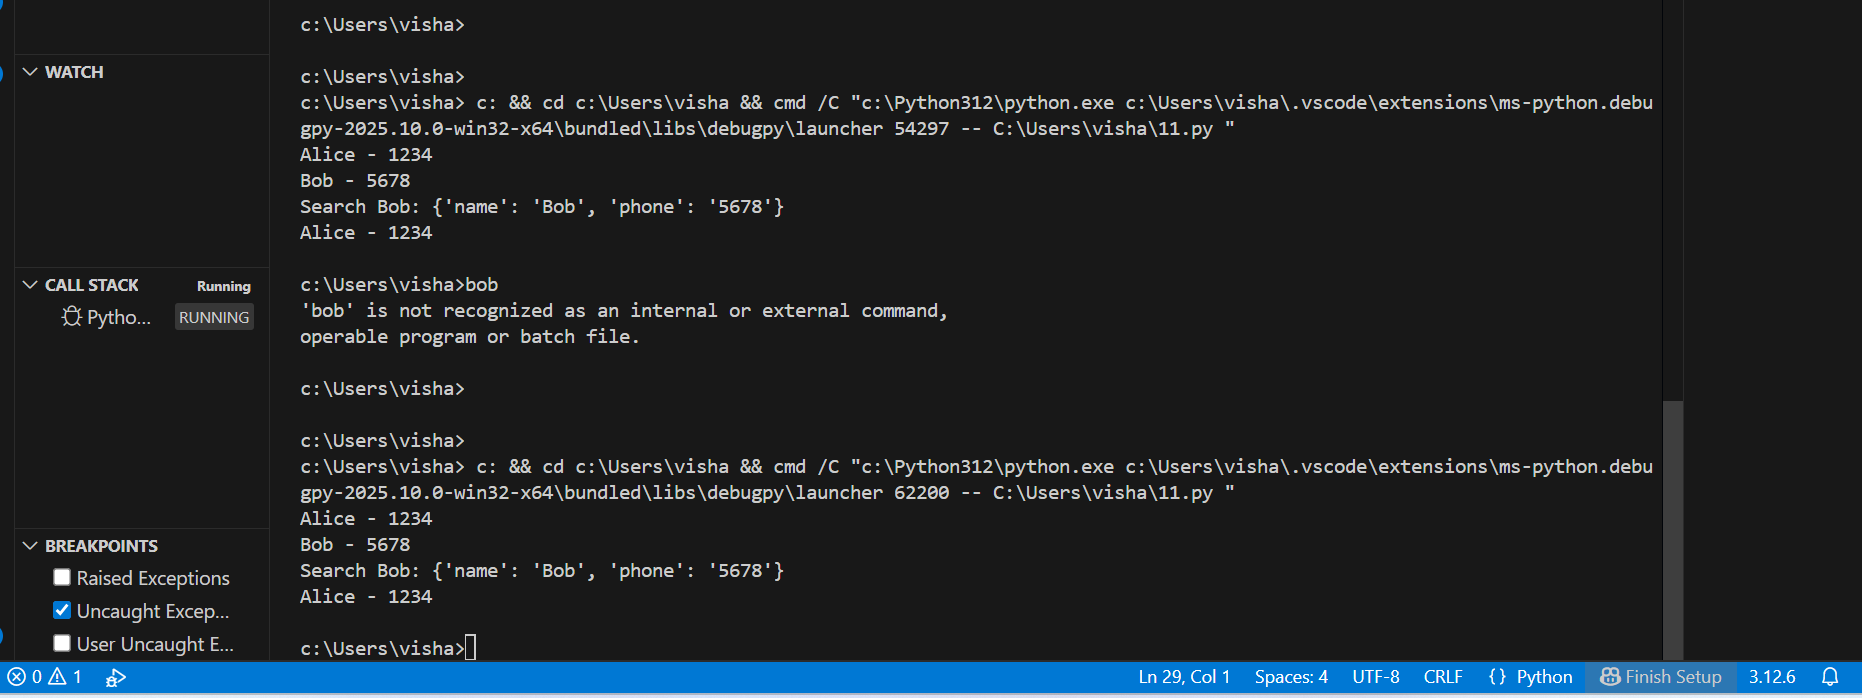 WATCH
CALL STACK
Running
Pytho...
RUNNING
BREAKPOINTS
Raised Exceptions
Uncaught Excep...
User Uncaught E...
c:\Users\visha>
c:\Users\visha>
c:\Users\visha> c: && cd c:\Users\visha && cmd /C "c:\Python312\python.exe c:\Users\visha\.vscode\extensions\ms-python.debu
gpy-2025.10.0-win32-x64\bundled\libs\debugpy\launcher 54297 -- C:\Users\visha\11.py "
Alice - 1234
Bob - 5678
Search Bob: {'name': 'Bob', 'phone': '5678'}
Alice - 1234
c:\Users\visha>bob
'bob' is not recognized as an internal or external command,
operable program or batch file.
c:\Users\visha>
c:\Users\visha>
c:\Users\visha> c: && cd c:\Users\visha && cmd /C "c:\Python312\python.exe c:\Users\visha\.vscode\extensions\ms-python.debu
gpy-2025.10.0-win32-x64\bundled\libs\debugpy\launcher 62200 -- C:\Users\visha\11.py "
Alice - 1234
Bob - 5678
Search Bob: {'name': 'Bob', 'phone': '5678'}
Alice - 1234
c:\Users\visha>
0 1 Ln 29, Col 1 Spaces: 4 UTF-8 CRLF {} Python Finish Setup 3.12.6